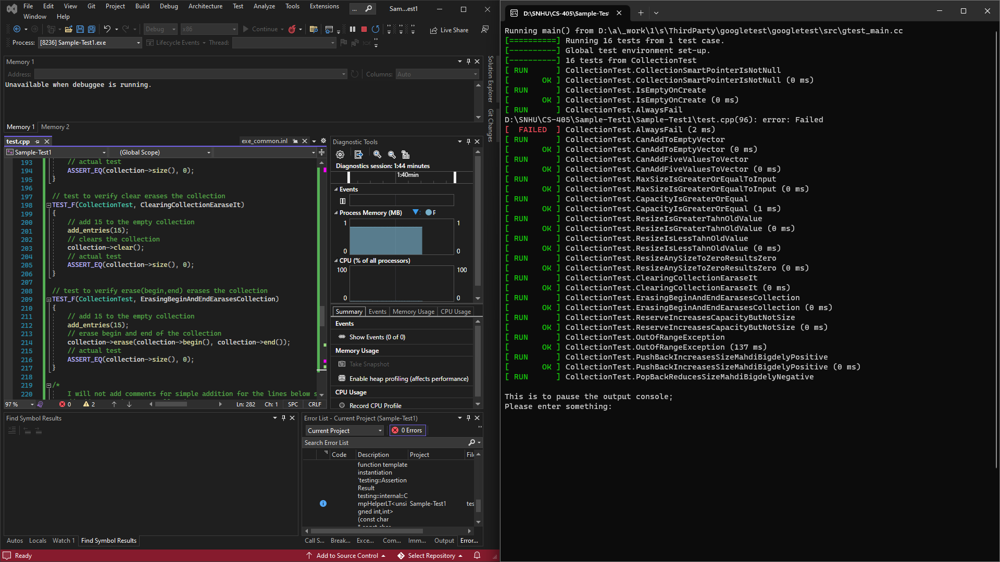 File Edit View Git Project Build Debug Architecture Test Analyze Tools Extensions ... Sam...est1
Window Help
Debug x86 Continue Live Share
Process: [8236] Sample-Test1.exe Lifecycle Events Thread:
Memory 1
Address: Columns: Auto
Unavailable when debuggee is running.
Memory 1 Memory 2
Solution Explorer
Git Changes
test.cpp exe_common.inl
Sample-Test1 (Global Scope)
193 // actual test
194 ASSERT_EQ(collection->size(), 0);
195 }
196
197 // test to verify clear erases the collection
198 TEST_F(CollectionTest, ClearingCollectionEaraseIt)
199 {
200 // add 15 to the empty collection
201 add_entries(15);
202 // clears the collection
203 collection->clear();
204 // actual test
205 ASSERT_EQ(collection->size(), 0);
206 }
207
208 // test to verify erase(begin,end) erases the collection
209 TEST_F(CollectionTest, ErasingBeginAndEndEarasesCollection)
210 {
211 // add 15 to the empty collection
212 add_entries(15);
213 // erase begin and end of the collection
214 collection->erase(collection->begin(), collection->end());
215 // actual test
216 ASSERT_EQ(collection->size(), 0);
217 }
218
219 /*
220 I will not add comments for simple addition for the lines below s
97 % 0 2 Ln: 282 Ch: 1 SPC CRLF
Diagnostic Tools
Diagnostics session: 1:44 minutes
1:40min
Events
Process Memory (MB) P
1 1
0 0
CPU (% of all processors)
100 100
0 0
Summary Events Memory Usage CPU Usage
Events
Show Events (0 of 0)
Memory Usage
Take Snapshot
Enable heap profiling (affects performance)
CPU Usage
Record CPU Profile
Find Symbol Results
Autos Locals Watch 1 Find Symbol Results
Error List - Current Project (Sample-Test1)
Current Project 0 Errors
Search Error List
Code Description Project File
function template
instantiation
'testing::Assertion
Result
testing::internal::C
mpHelperLT<unsi Sample-Test1 tes
gned int,int>
(const char
* const char
Call S... Break... Exce... Com... Imm... Output Error...
Ready Add to Source Control Select Repository
D:\SNHU\CS-405\Sample-Test
Running main() from D:\a\_work\1\s\ThirdParty\googletest\googletest\src\gtest_main.cc
[==========] Running 16 tests from 1 test case.
[----------] Global test environment set-up.
[----------] 16 tests from CollectionTest
[ RUN      ] CollectionTest.CollectionSmartPointerIsNotNull
[       OK ] CollectionTest.CollectionSmartPointerIsNotNull (0 ms)
[ RUN      ] CollectionTest.IsEmptyOnCreate
[       OK ] CollectionTest.IsEmptyOnCreate (0 ms)
[ RUN      ] CollectionTest.AlwaysFail
D:\SNHU\CS-405\Sample-Test1\Sample-Test1\test.cpp(96): error: Failed
[  FAILED  ] CollectionTest.AlwaysFail (2 ms)
[ RUN      ] CollectionTest.CanAddToEmptyVector
[       OK ] CollectionTest.CanAddToEmptyVector (0 ms)
[ RUN      ] CollectionTest.CanAddFiveValuesToVector
[       OK ] CollectionTest.CanAddFiveValuesToVector (0 ms)
[ RUN      ] CollectionTest.MaxSizeIsGreaterOrEqualToInput
[       OK ] CollectionTest.MaxSizeIsGreaterOrEqualToInput (0 ms)
[ RUN      ] CollectionTest.CapacityIsGreaterOrEqual
[       OK ] CollectionTest.CapacityIsGreaterOrEqual (1 ms)
[ RUN      ] CollectionTest.ResizeIsGreaterTahnOldValue
[       OK ] CollectionTest.ResizeIsGreaterTahnOldValue (0 ms)
[ RUN      ] CollectionTest.ResizeIsLessTahnOldValue
[       OK ] CollectionTest.ResizeIsLessTahnOldValue (0 ms)
[ RUN      ] CollectionTest.ResizeAnySizeToZeroResultsZero
[       OK ] CollectionTest.ResizeAnySizeToZeroResultsZero (0 ms)
[ RUN      ] CollectionTest.ClearingCollectionEaraseIt
[       OK ] CollectionTest.ClearingCollectionEaraseIt (0 ms)
[ RUN      ] CollectionTest.ErasingBeginAndEndEarasesCollection
[       OK ] CollectionTest.ErasingBeginAndEndEarasesCollection (0 ms)
[ RUN      ] CollectionTest.ReserveIncreasesCapacityButNotSize
[       OK ] CollectionTest.ReserveIncreasesCapacityButNotSize (0 ms)
[ RUN      ] CollectionTest.OutOfRangeException
[       OK ] CollectionTest.OutOfRangeException (137 ms)
[ RUN      ] CollectionTest.PushBackIncreasesSizeMahdiBigdelyPositive
[       OK ] CollectionTest.PushBackIncreasesSizeMahdiBigdelyPositive (0 ms)
[ RUN      ] CollectionTest.PopBackReducesSizeMahdiBigdelyNegative
This is to pause the output console;
Please enter something: